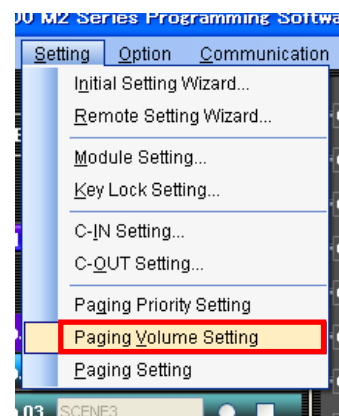 00 M2 Series Programming Softwa
Setting Option Communication
Initial Setting Wizard...
Remote Setting Wizard...
Module Setting...
Key Lock Setting...
C-IN Setting...
C-OUT Setting...
Paging Priority Setting
Paging Volume Setting
Paging Setting
03 SCENE3